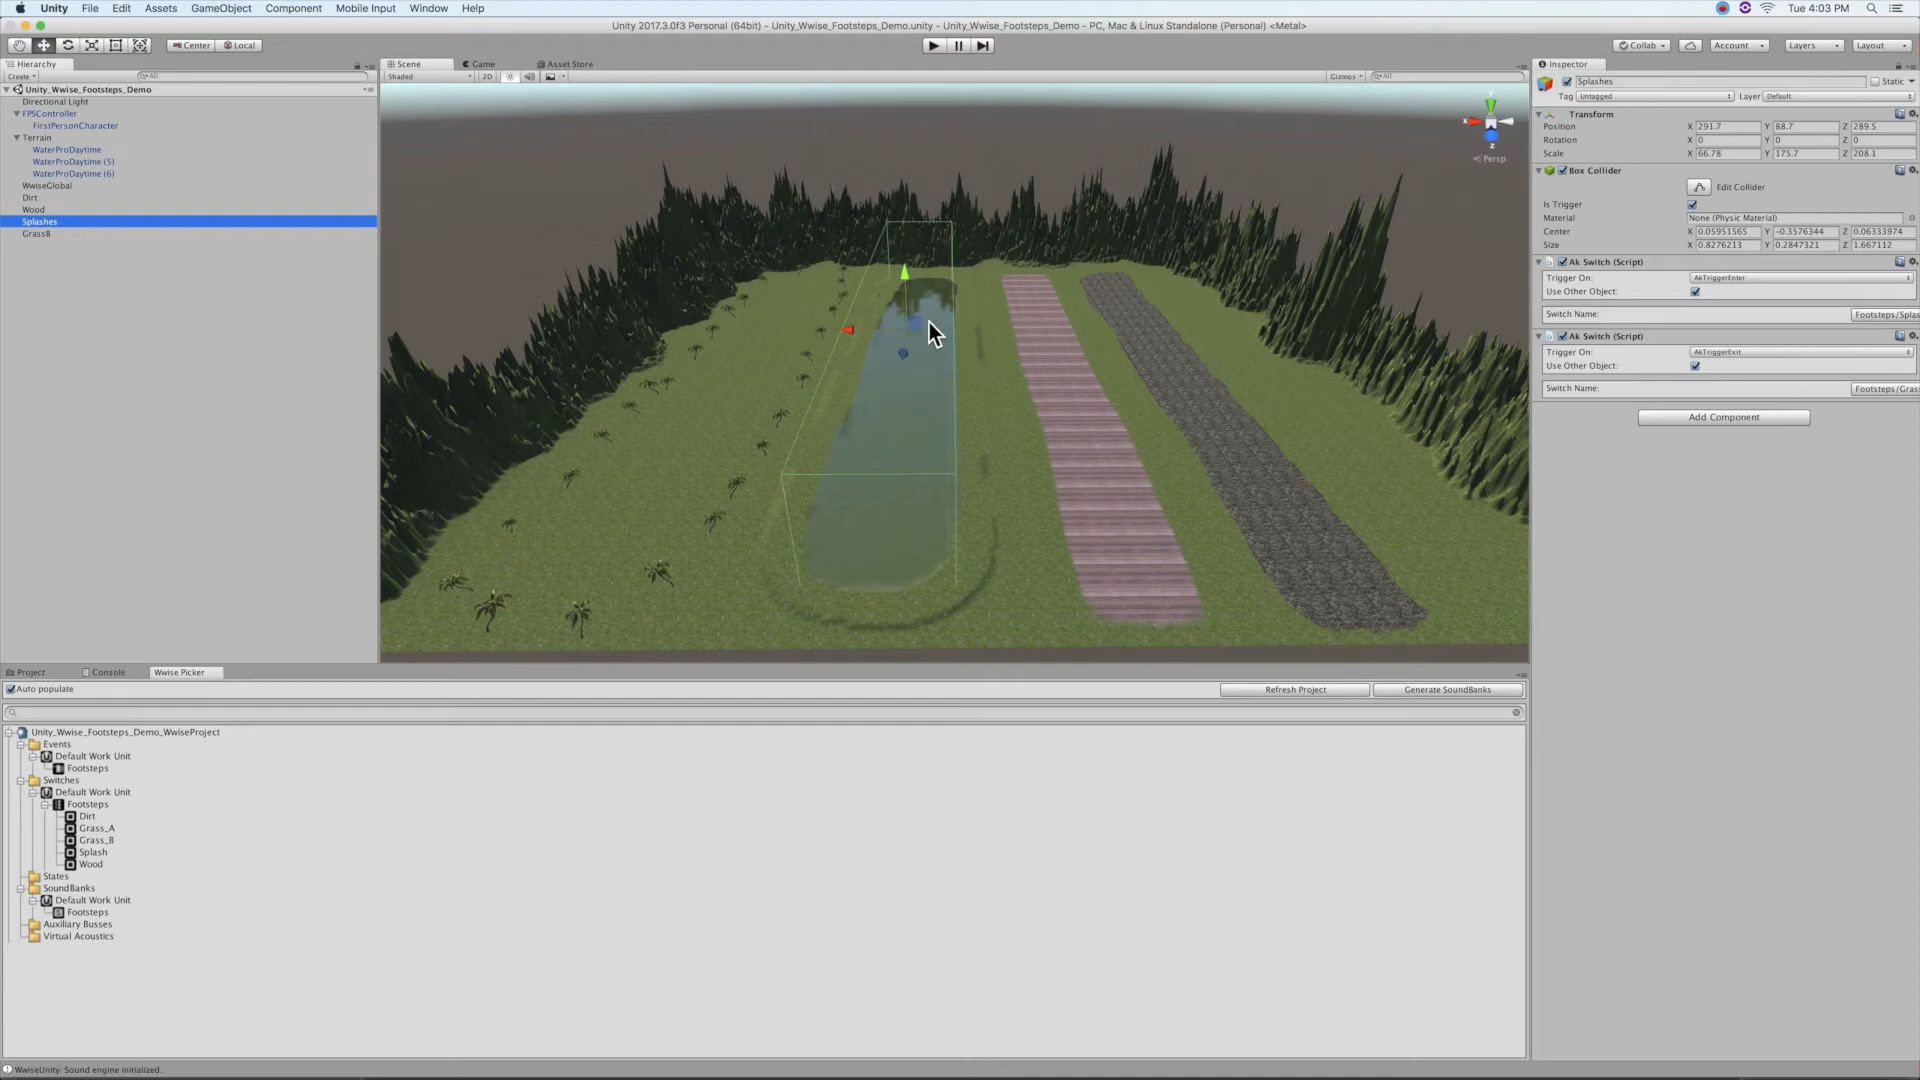 Unity File Edit Assets GameObject Component Mobile Input Window Help Tue 4:03 PM
Unity 2017.3.0f3 Personal (64bit) - Unity_Wwise_Footsteps_Demo.unity - Unity_Wwise_Footsteps_Demo - PC, Mac & Linux Standalone (Personal) <Metal>
Center Local Collab Account Layers Layout
Hierarchy
Create All
Unity_Wwise_Footsteps_Demo
Directional Light
FPSController
FirstPersonCharacter
Terrain
WaterProDaytime
WaterProDaytime (5)
WaterProDaytime (6)
WwiseGlobal
Dirt
Wood
Splashes
GrassB
Scene Game Asset Store
Shaded 2D Gizmos All
y
x
z
Persp
Inspector
Splashes Static
Tag Untagged Layer Default
Transform
Position X 291.7 Y 88.7 Z 289.5
Rotation X 0 Y 0 Z 0
Scale X 66.78 Y 175.7 Z 208.1
Box Collider
Edit Collider
Is Trigger
Material None (Physic Material)
Center X 0.05951565 Y -0.3576344 Z 0.06333974
Size X 0.8276213 Y 0.2847321 Z 1.667112
Ak Switch (Script)
Trigger On: AkTriggerEnter
Use Other Object:
Switch Name: Footsteps/Splas
Ak Switch (Script)
Trigger On: AkTriggerExit
Use Other Object:
Switch Name: Footsteps/Gras
Add Component
Project Console Wwise Picker
Auto populate Refresh Project Generate SoundBanks
Unity_Wwise_Footsteps_Demo_WwiseProject
Events
Default Work Unit
Footsteps
Switches
Default Work Unit
Footsteps
Dirt
Grass_A
Grass_B
Splash
Wood
States
SoundBanks
Default Work Unit
Footsteps
Auxiliary Busses
Virtual Acoustics
WwiseUnity: Sound engine initialized.